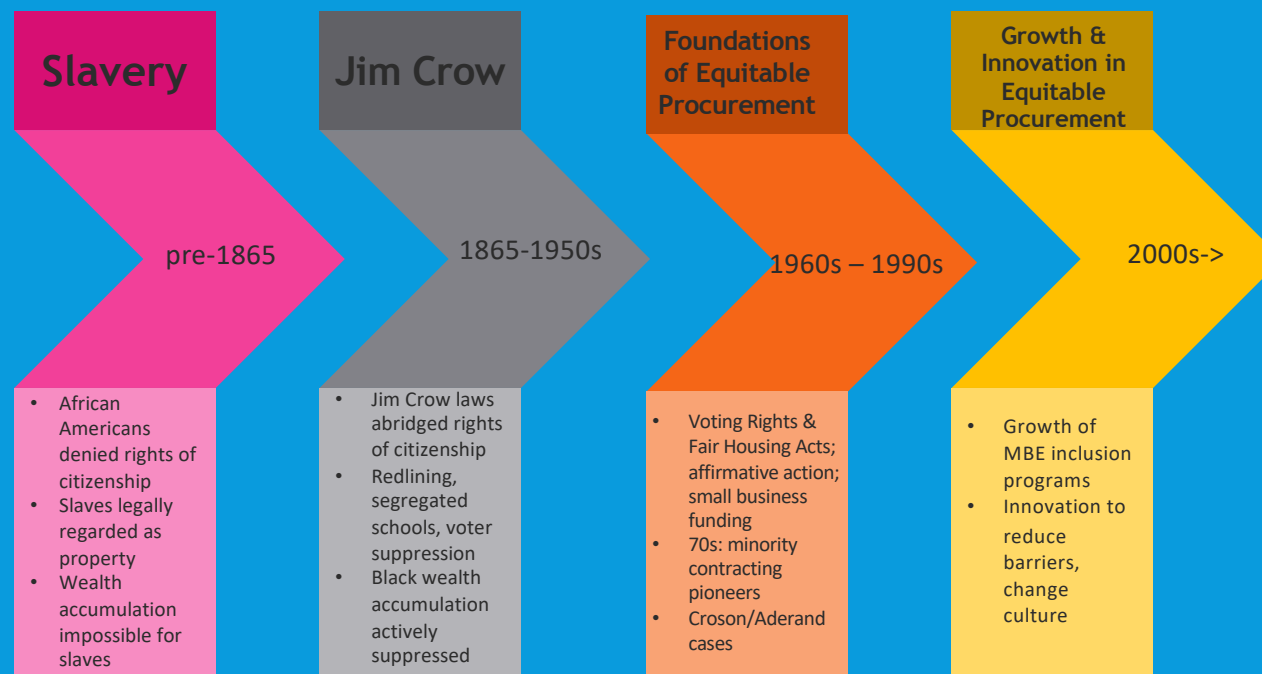 Slavery
pre-1865
• African
Americans
denied rights of
citizenship
• Slaves legally
regarded as
property
• Wealth
accumulation
impossible for
slaves
Jim Crow
1865-1950s
• Jim Crow laws
abridged rights
of citizenship
• Redlining,
segregated
schools, voter
suppression
• Black wealth
accumulation
actively
suppressed
Foundations
of Equitable
Procurement
1960s – 1990s
• Voting Rights &
Fair Housing Acts;
affirmative action;
small business
funding
• 70s: minority
contracting
pioneers
• Croson/Aderand
cases
Growth &
Innovation in
Equitable
Procurement
2000s->
• Growth of
MBE inclusion
programs
• Innovation to
reduce
barriers,
change
culture